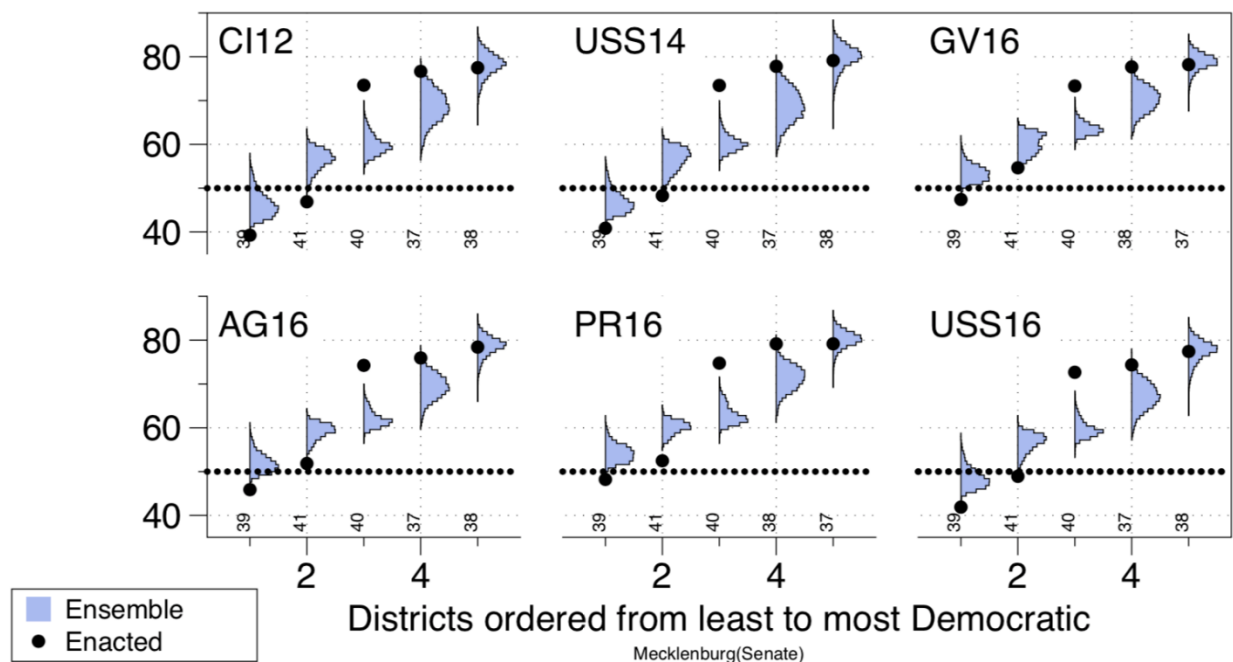 CI12 USS14 GV16
80
60
40
39 41 40 37 38 39 41 40 37 38 39 41 40 38 37
AG16 PR16 USS16
80
60
40
39 41 40 37 38 39 41 40 38 37 39 41 40 37 38
2 4 2 4 2 4
Ensemble
Enacted
Districts ordered from least to most Democratic
Mecklenburg(Senate)